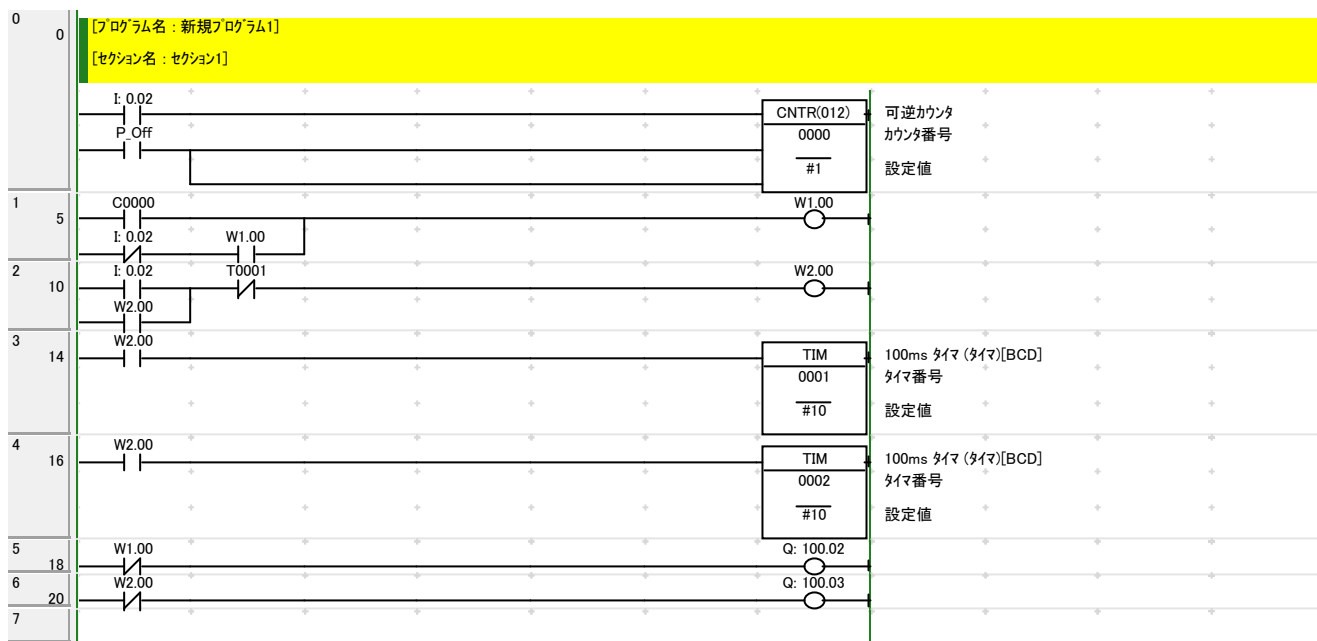 0
0
[プログラム名 : 新規プログラム1]
[セクション名 : セクション1]
I: 0.02
CNTR(012)
可逆カウンタ
P_Off
0000
カウンタ番号
#1
設定値
1
5
C0000
W1.00
I: 0.02
W1.00
2
10
I: 0.02
T0001
W2.00
W2.00
3
14
W2.00
TIM
100ms タイマ (タイマ)[BCD]
0001
タイマ番号
#10
設定値
4
16
W2.00
TIM
100ms タイマ (タイマ)[BCD]
0002
タイマ番号
#10
設定値
5
18
W1.00
Q: 100.02
6
20
W2.00
Q: 100.03
7